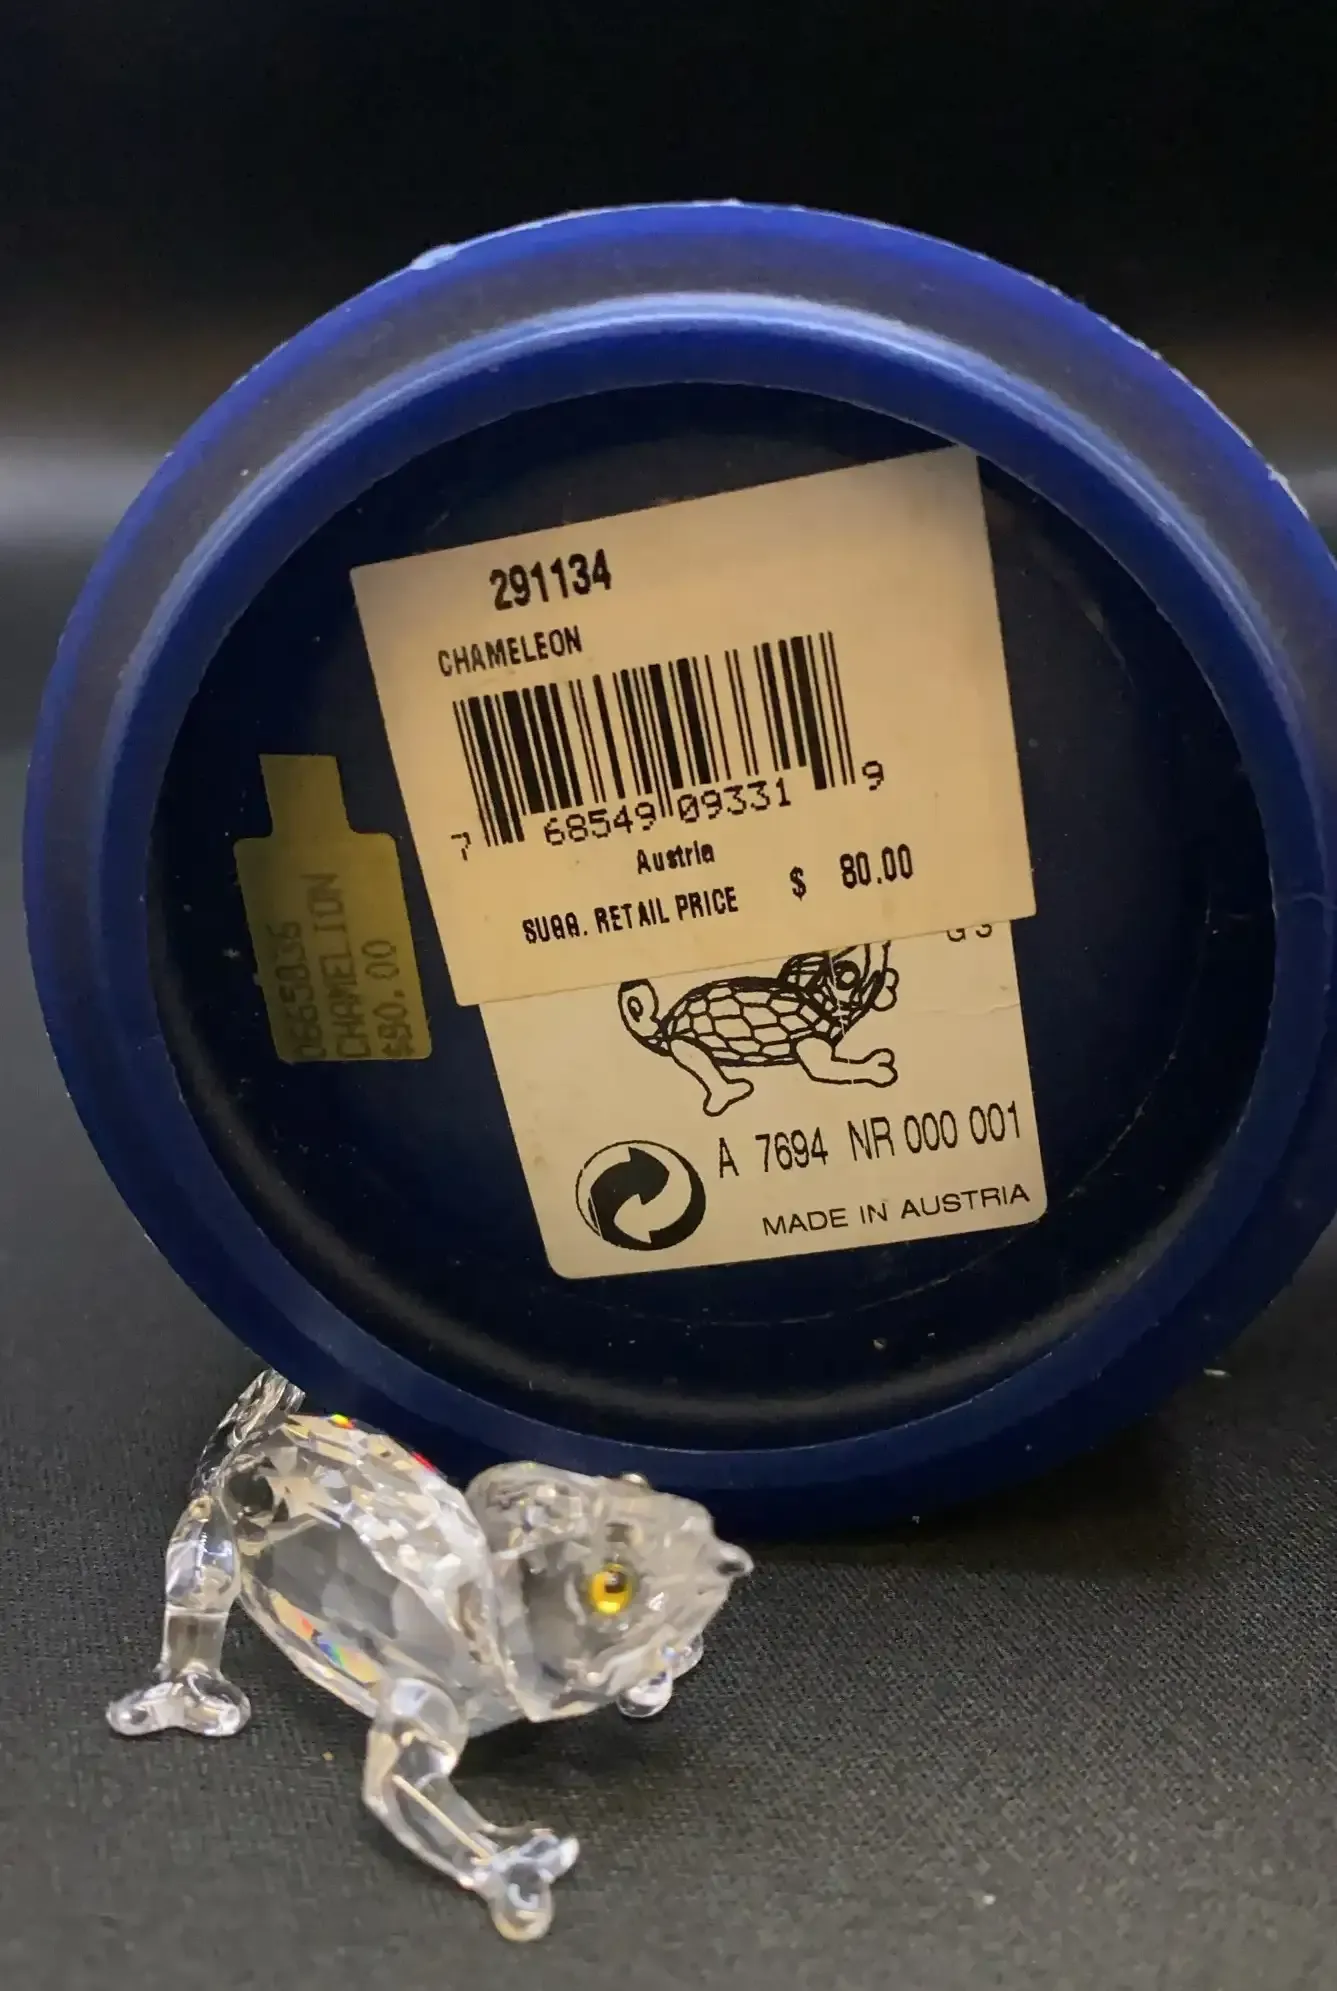 291134
CHAMELEON
7 68549 09331 9
Austria
SUGG. RETAIL PRICE $ 80.00
CHAMELION
$90.00
A 7694 NR 000 001
MADE IN AUSTRIA